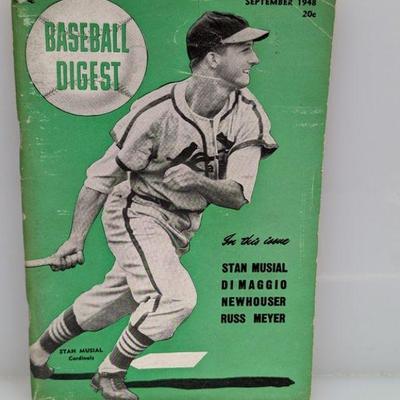 SEPTEMBER 1948
20c
BASEBALL
DIGEST
In this issue
STAN MUSIAL
DI MAGGIO
NEWHOUSER
RUSS MEYER
STAN MUSIAL
Cardinals